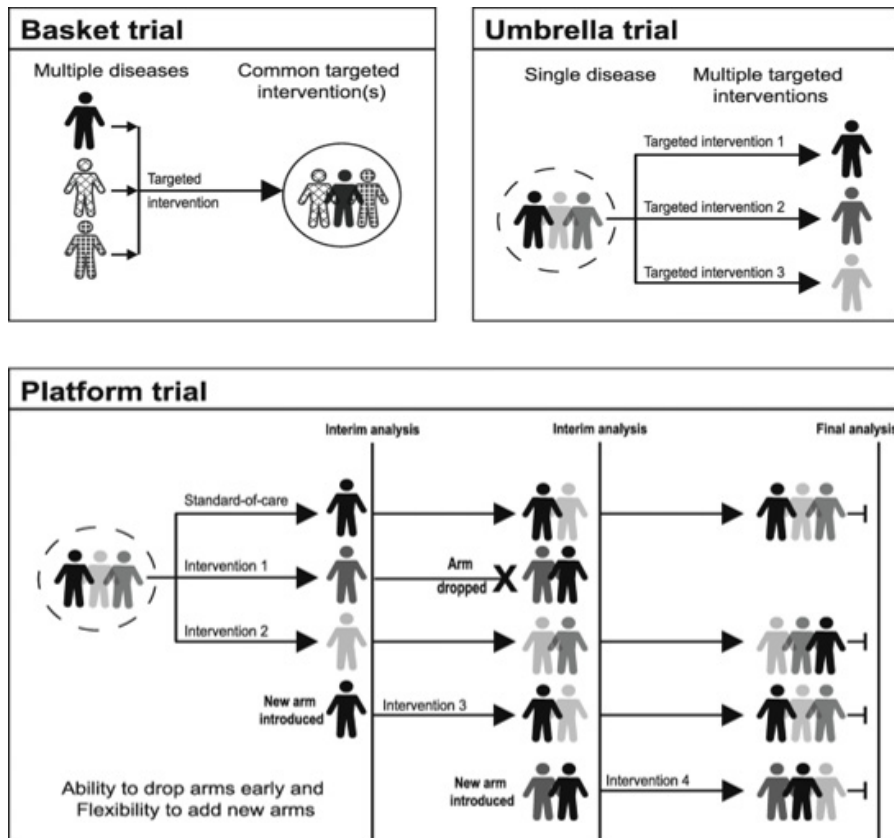 Basket trial
Multiple diseases
Common targeted
intervention(s)
Targeted
intervention
Umbrella trial
Single disease
Multiple targeted
interventions
Targeted intervention 1
Targeted intervention 2
Targeted intervention 3
Platform trial
Interim analysis
Interim analysis
Final analysis
Standard-of-care
Intervention 1
Arm
dropped
X
Intervention 2
New arm
introduced
Intervention 3
New arm
introduced
Intervention 4
Ability to drop arms early and
Flexibility to add new arms